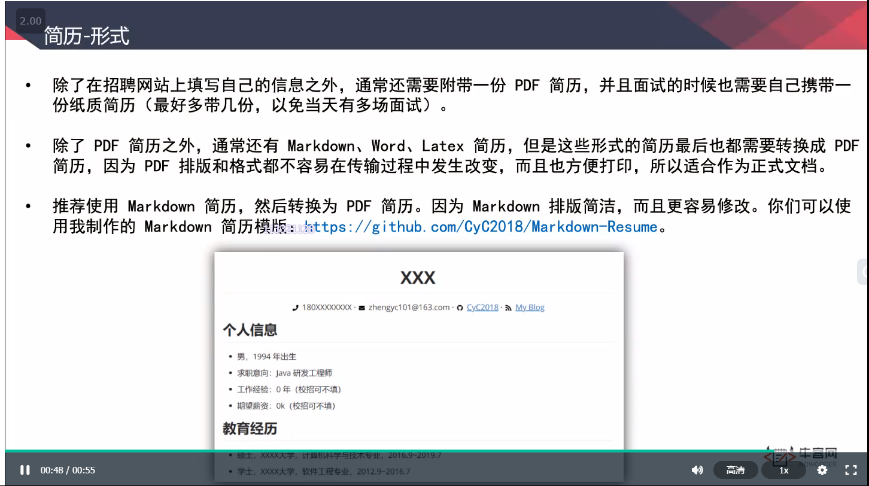 2.00
简历-形式
• 除了在招聘网站上填写自己的信息之外，通常还需要附带一份 PDF 简历，并且面试的时候也需要自己携带一
份纸质简历（最好多带几份，以免当天有多场面试）。
• 除了 PDF 简历之外，通常还有 Markdown、Word、Latex 简历，但是这些形式的简历最后也都需要转换成 PDF
简历，因为 PDF 排版和格式都不容易在传输过程中发生改变，而且也方便打印，所以适合作为正式文档。
• 推荐使用 Markdown 简历，然后转换为 PDF 简历。因为 Markdown 排版简洁，而且更容易修改。你们可以使
用我制作的 Markdown 简历模版：https://github.com/CyC2018/Markdown-Resume。
XXX
180XXXXXXXX · zhengyc101@163.com · CyC2018 · My Blog
个人信息
• 男，1994 年出生
• 求职意向：Java 研发工程师
• 工作经验：0 年（校招可不填）
• 期望薪资：0k（校招可不填）
教育经历
• 硕士，XXXX大学，计算机科学与技术专业，2016.9~2019.7
• 学士，XXXX大学，软件工程专业，2012.9~2016.7
牛客网
00:48 / 00:55
高清
1x